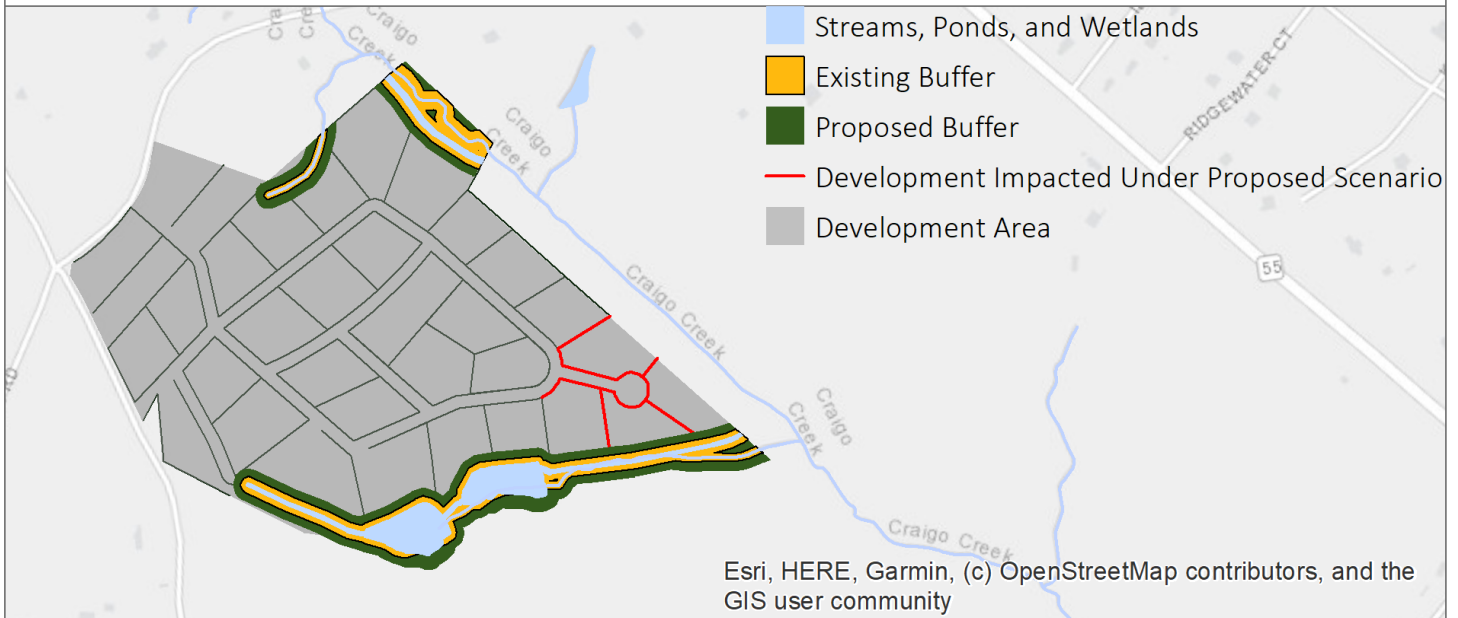 Streams, Ponds, and Wetlands
Existing Buffer
Proposed Buffer
Development Impacted Under Proposed Scenario
Development Area
Craigo
Creek
Craigo
Creek
RIDGEWATER CT
55
Craigo Creek
Craigo
Creek
Craigo Creek
RD
Esri, HERE, Garmin, (c) OpenStreetMap contributors, and the
GIS user community